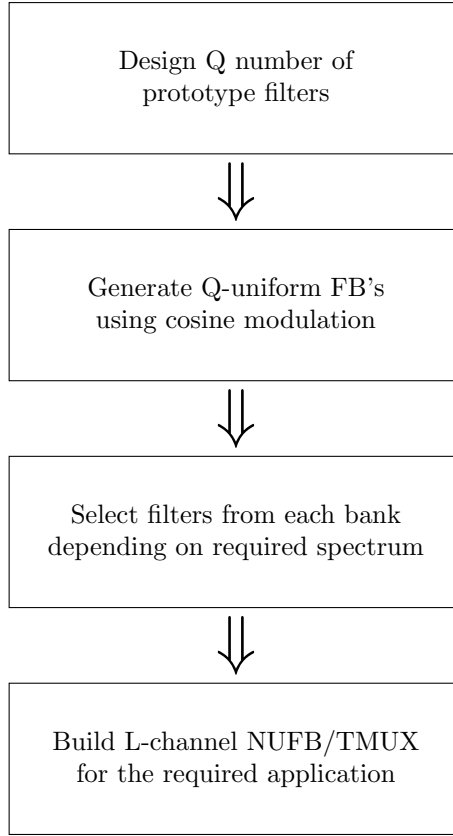 Design Q number of
prototype filters
Generate Q-uniform FB's
using cosine modulation
Select filters from each bank
depending on required spectrum
Build L-channel NUFB/TMUX
for the required application